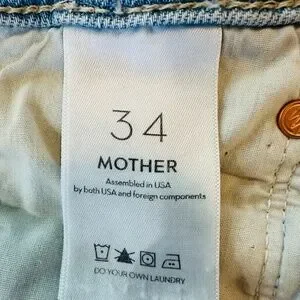 34
MOTHER
Assembled in USA
by both USA and foreign components
DO YOUR OWN LAUNDRY